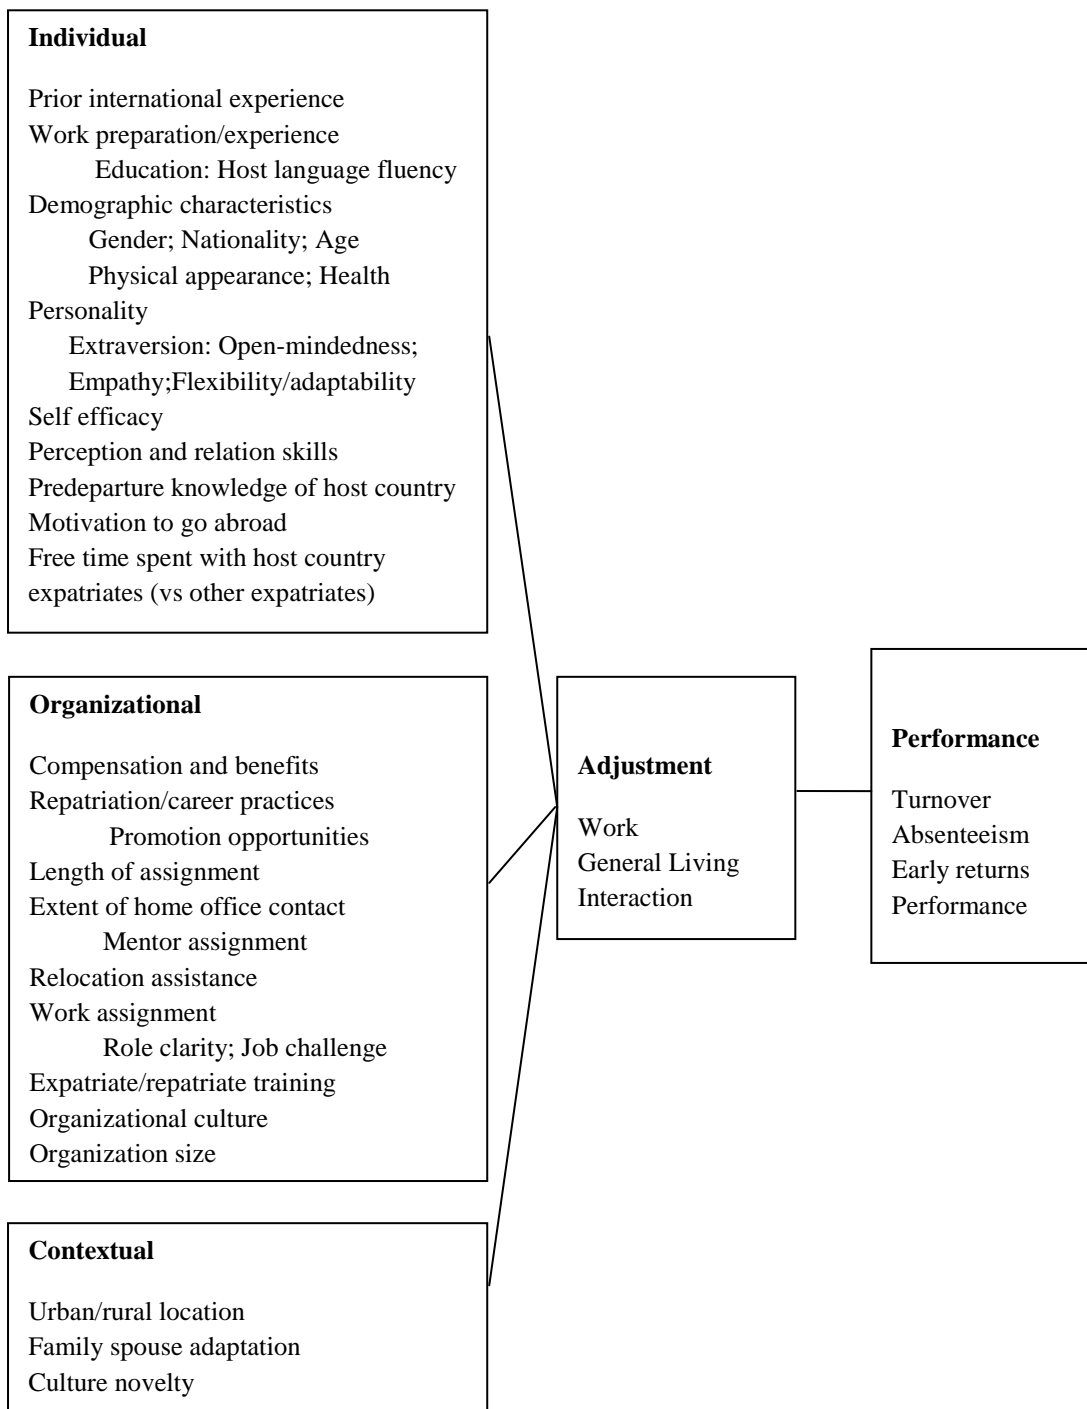 Individual
Prior international experience
Work preparation/experience
Education: Host language fluency
Demographic characteristics
Gender; Nationality; Age
Physical appearance; Health
Personality
Extraversion: Open-mindedness;
Empathy;Flexibility/adaptability
Self efficacy
Perception and relation skills
Predeparture knowledge of host country
Motivation to go abroad
Free time spent with host country
expatriates (vs other expatriates)
Organizational
Compensation and benefits
Repatriation/career practices
Promotion opportunities
Length of assignment
Extent of home office contact
Mentor assignment
Relocation assistance
Work assignment
Role clarity; Job challenge
Expatriate/repatriate training
Organizational culture
Organization size
Contextual
Urban/rural location
Family spouse adaptation
Culture novelty
Adjustment
Work
General Living
Interaction
Performance
Turnover
Absenteeism
Early returns
Performance